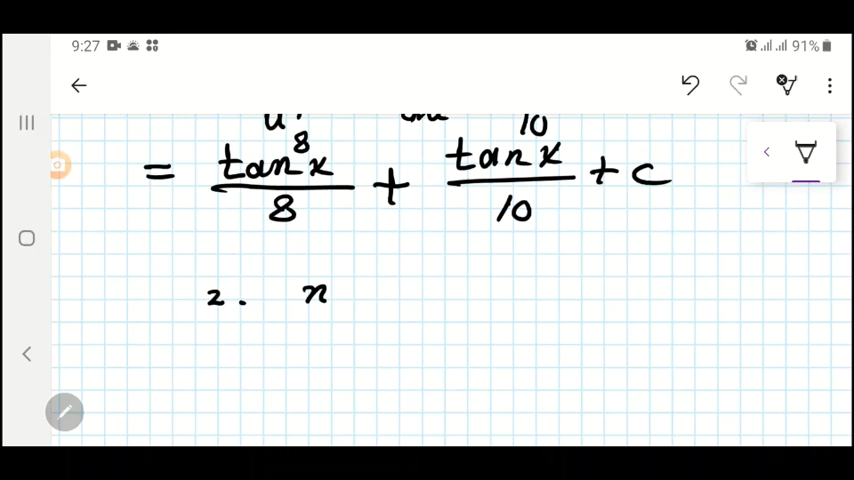 9:27 91%
= tan⁸x/8 + tan¹⁰x/10 + c
2. n